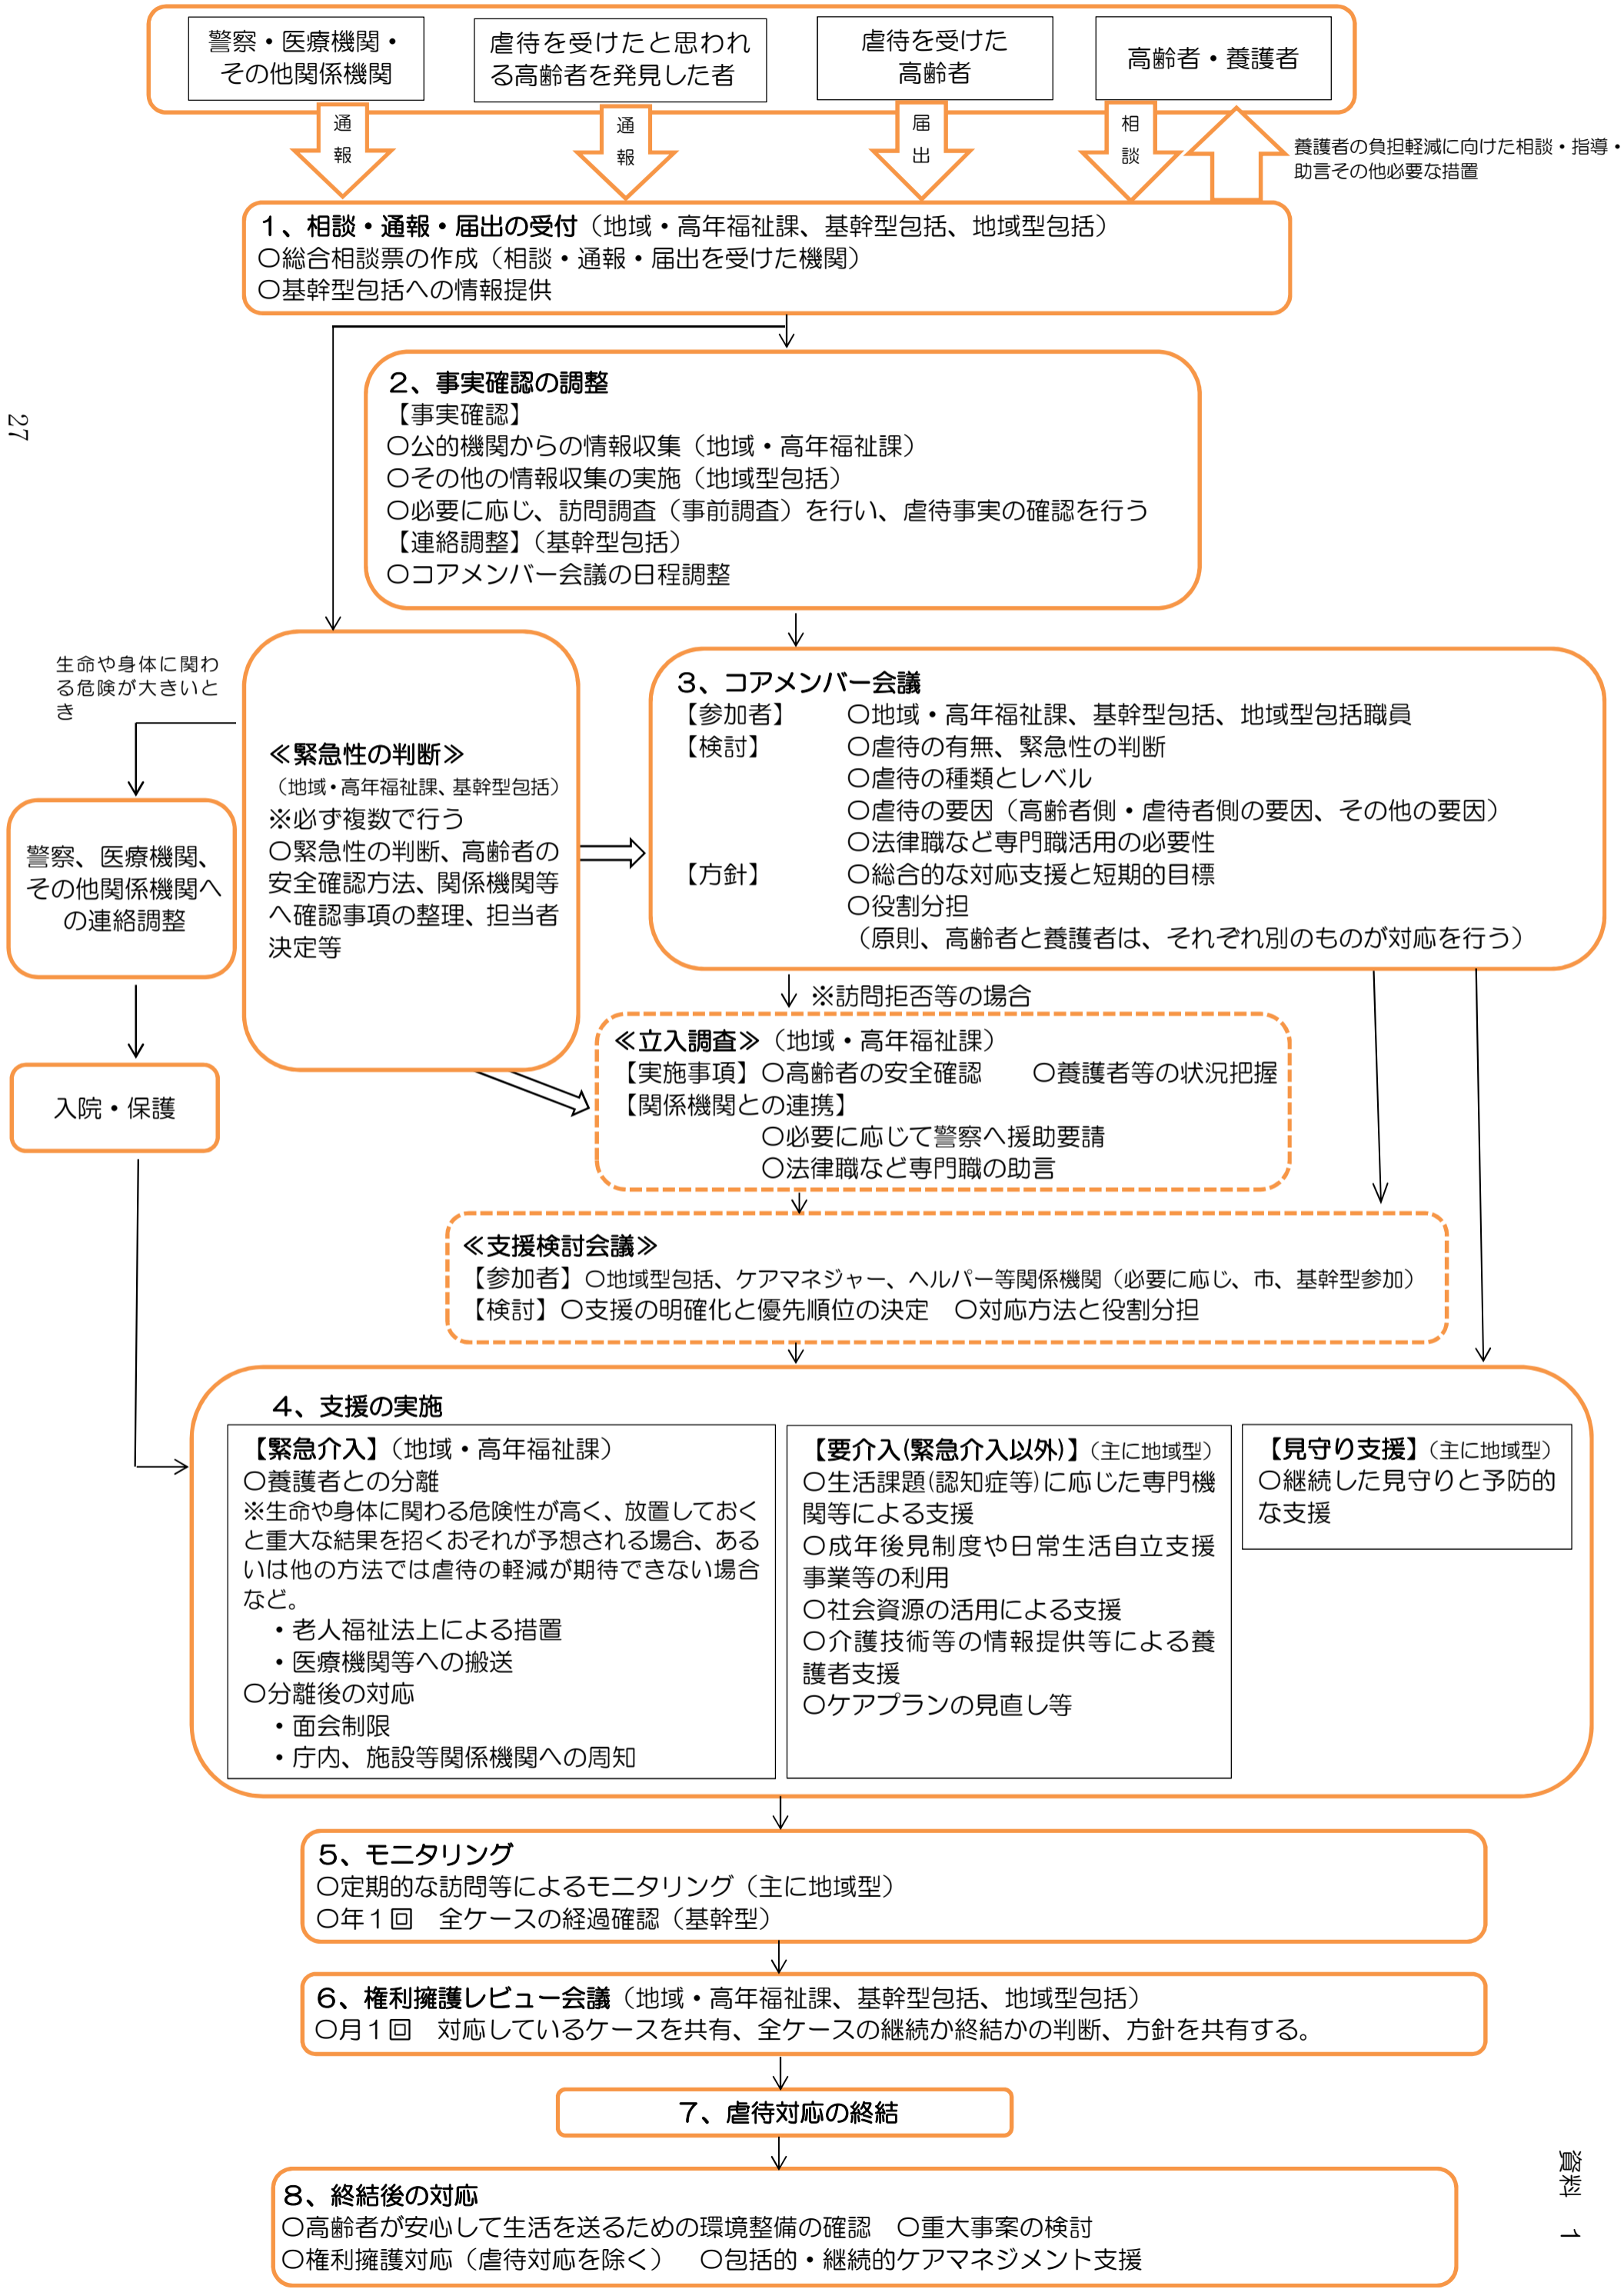 警察・医療機関・
その他関係機関
虐待を受けたと思われ
る高齢者を発見した者
虐待を受けた
高齢者
高齢者・養護者
通
報
通
報
届
出
相
談
養護者の負担軽減に向けた相談・指導・
助言その他必要な措置
１、相談・通報・届出の受付（地域・高年福祉課、基幹型包括、地域型包括）
○総合相談票の作成（相談・通報・届出を受けた機関）
○基幹型包括への情報提供
２、事実確認の調整
【事実確認】
○公的機関からの情報収集（地域・高年福祉課）
○その他の情報収集の実施（地域型包括）
○必要に応じ、訪問調査（事前調査）を行い、虐待事実の確認を行う
【連絡調整】（基幹型包括）
○コアメンバー会議の日程調整
27
生命や身体に関わ
る危険が大きいと
き
≪緊急性の判断≫
（地域・高年福祉課、基幹型包括）
※必ず複数で行う
○緊急性の判断、高齢者の
安全確認方法、関係機関等
へ確認事項の整理、担当者
決定等
３、コアメンバー会議
【参加者】　○地域・高年福祉課、基幹型包括、地域型包括職員
【検討】　○虐待の有無、緊急性の判断
○虐待の種類とレベル
○虐待の要因（高齢者側・虐待者側の要因、その他の要因）
○法律職など専門職活用の必要性
【方針】　○総合的な対応支援と短期的目標
○役割分担
（原則、高齢者と養護者は、それぞれ別のものが対応を行う）
警察、医療機関、
その他関係機関へ
の連絡調整
入院・保護
※訪問拒否等の場合
≪立入調査≫（地域・高年福祉課）
【実施事項】○高齢者の安全確認　○養護者等の状況把握
【関係機関との連携】
○必要に応じて警察へ援助要請
○法律職など専門職の助言
≪支援検討会議≫
【参加者】○地域型包括、ケアマネジャー、ヘルパー等関係機関（必要に応じ、市、基幹型参加）
【検討】○支援の明確化と優先順位の決定　○対応方法と役割分担
４、支援の実施
【緊急介入】（地域・高年福祉課）
○養護者との分離
※生命や身体に関わる危険性が高く、放置しておく
と重大な結果を招くおそれが予想される場合、ある
いは他の方法では虐待の軽減が期待できない場合
など。
・老人福祉法上による措置
・医療機関等への搬送
○分離後の対応
・面会制限
・庁内、施設等関係機関への周知
【要介入(緊急介入以外)】（主に地域型）
○生活課題(認知症等)に応じた専門機
関等による支援
○成年後見制度や日常生活自立支援
事業等の利用
○社会資源の活用による支援
○介護技術等の情報提供等による養
護者支援
○ケアプランの見直し等
【見守り支援】（主に地域型）
○継続した見守りと予防的
な支援
５、モニタリング
○定期的な訪問等によるモニタリング（主に地域型）
○年１回　全ケースの経過確認（基幹型）
６、権利擁護レビュー会議（地域・高年福祉課、基幹型包括、地域型包括）
○月１回　対応しているケースを共有、全ケースの継続か終結かの判断、方針を共有する。
７、虐待対応の終結
８、終結後の対応
○高齢者が安心して生活を送るための環境整備の確認　○重大事案の検討
○権利擁護対応（虐待対応を除く）　○包括的・継続的ケアマネジメント支援
資料　1